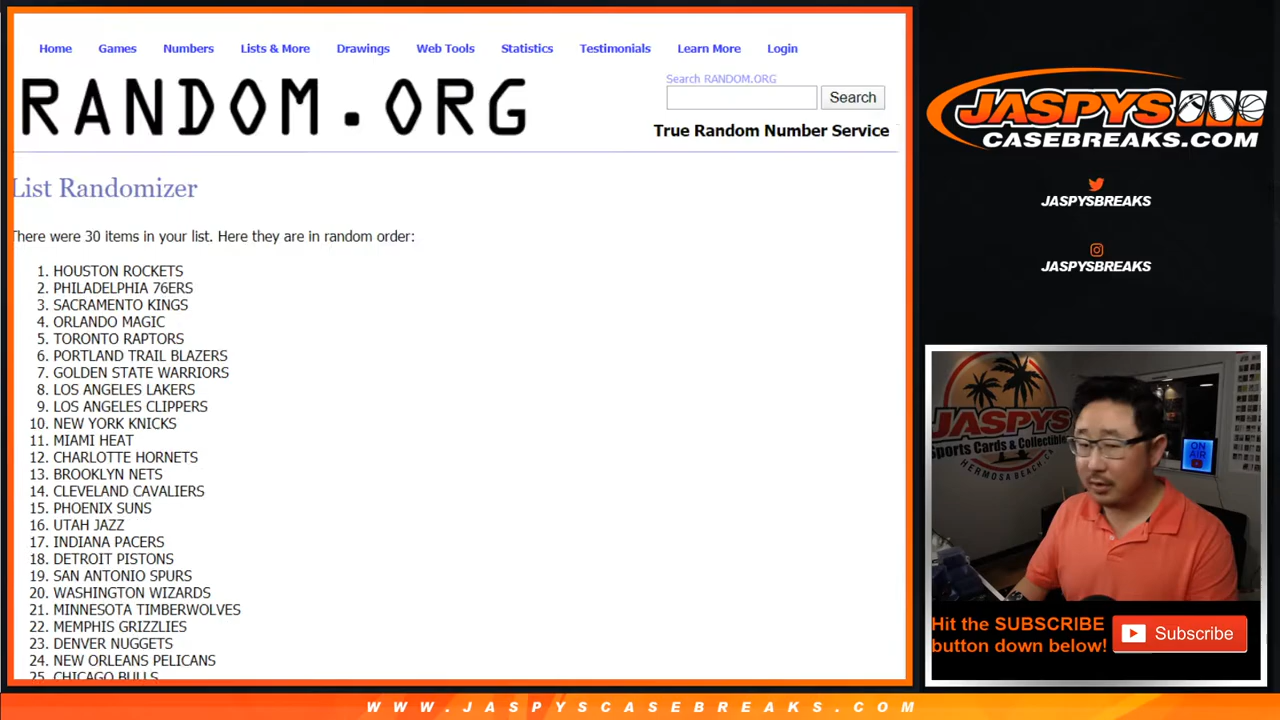 Home Games Numbers Lists & More Drawings Web Tools Statistics Testimonials Learn More Login
RANDOM.ORG
Search RANDOM.ORG
Search
True Random Number Service
List Randomizer
There were 30 items in your list. Here they are in random order:
1. HOUSTON ROCKETS
2. PHILADELPHIA 76ERS
3. SACRAMENTO KINGS
4. ORLANDO MAGIC
5. TORONTO RAPTORS
6. PORTLAND TRAIL BLAZERS
7. GOLDEN STATE WARRIORS
8. LOS ANGELES LAKERS
9. LOS ANGELES CLIPPERS
10. NEW YORK KNICKS
11. MIAMI HEAT
12. CHARLOTTE HORNETS
13. BROOKLYN NETS
14. CLEVELAND CAVALIERS
15. PHOENIX SUNS
16. UTAH JAZZ
17. INDIANA PACERS
18. DETROIT PISTONS
19. SAN ANTONIO SPURS
20. WASHINGTON WIZARDS
21. MINNESOTA TIMBERWOLVES
22. MEMPHIS GRIZZLIES
23. DENVER NUGGETS
24. NEW ORLEANS PELICANS
25. CHICAGO BULLS
JASPYS
CASEBREAKS.COM
JASPYSBREAKS
JASPYSBREAKS
JASPYS
Sports Cards & Collectibles
HERMOSA BEACH, CA
ON
AIR
Hit the SUBSCRIBE
button down below!
Subscribe
WWW.JASPYSCASEBREAKS.COM